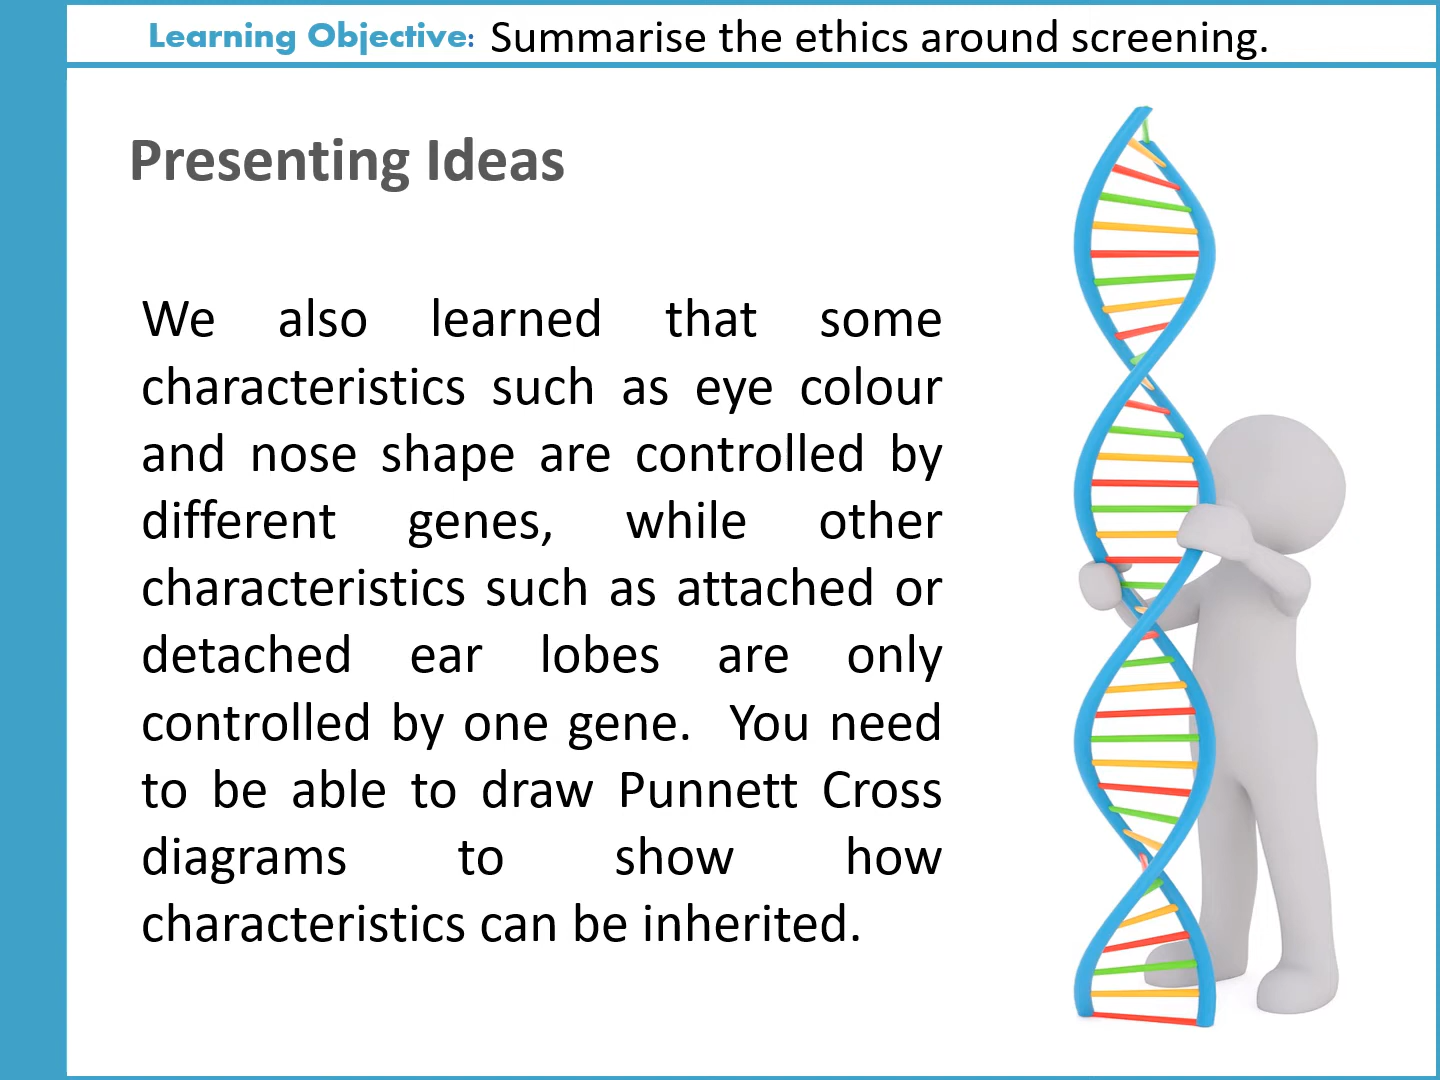 Learning Objective: Summarise the ethics around screening.
Presenting Ideas
We also learned that some
characteristics such as eye colour
and nose shape are controlled by
different genes, while other
characteristics such as attached or
detached ear lobes are only
controlled by one gene.  You need
to be able to draw Punnett Cross
diagrams to show how
characteristics can be inherited.